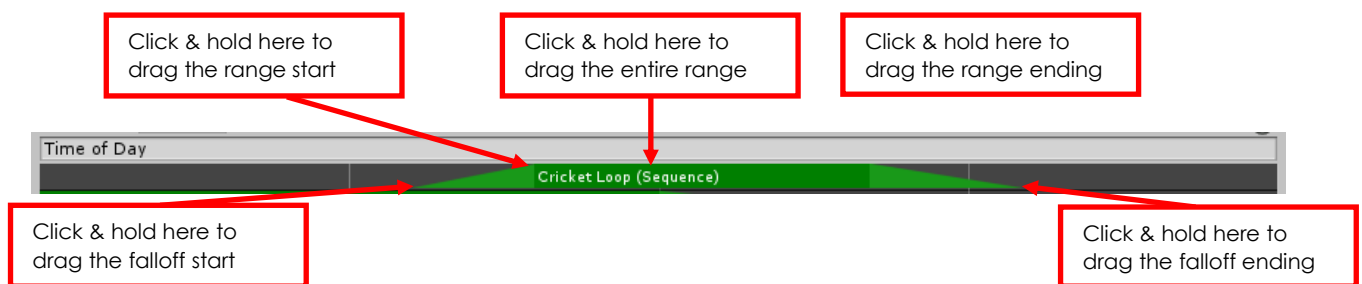 Click & hold here to
drag the range start
Click & hold here to
drag the entire range
Click & hold here to
drag the range ending
Time of Day
Cricket Loop (Sequence)
Click & hold here to
drag the falloff start
Click & hold here to
drag the falloff ending